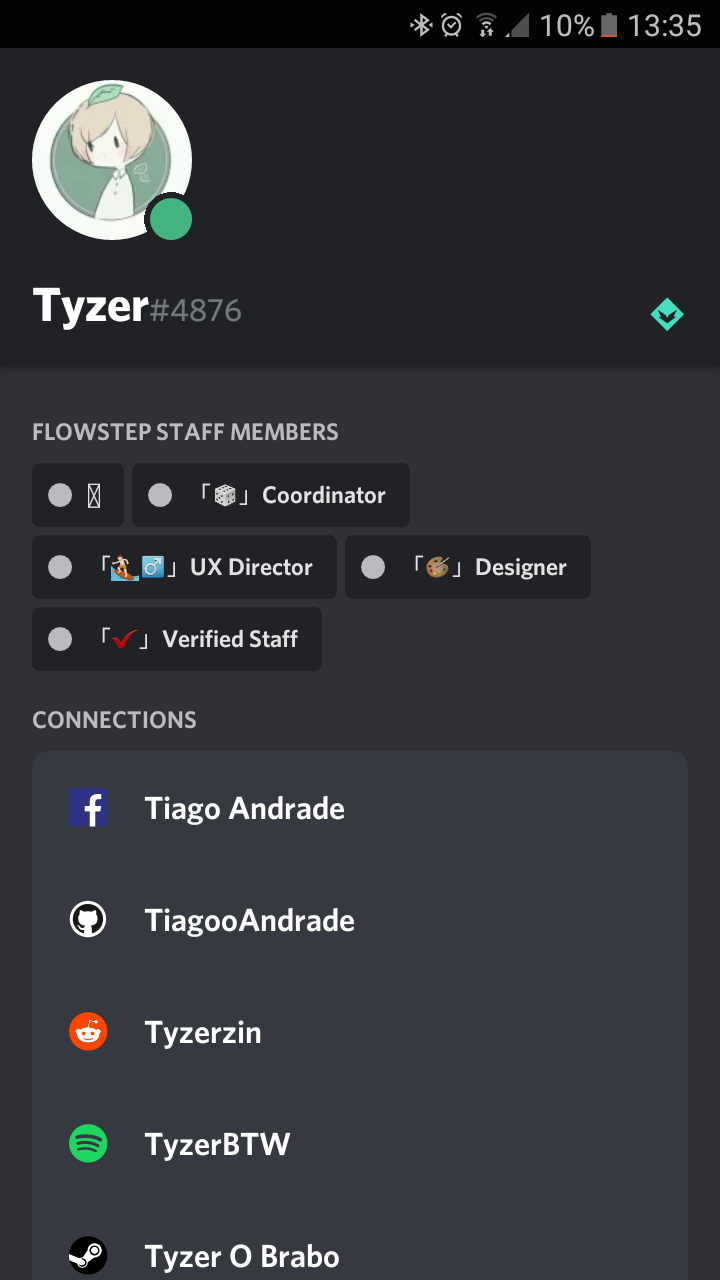 10% 13:35
Tyzer#4876
FLOWSTEP STAFF MEMBERS
「🎲」Coordinator
「🏄‍♂️」UX Director 「🎨」Designer
「✔」Verified Staff
CONNECTIONS
Tiago Andrade
TiagooAndrade
Tyzerzin
TyzerBTW
Tyzer O Brabo